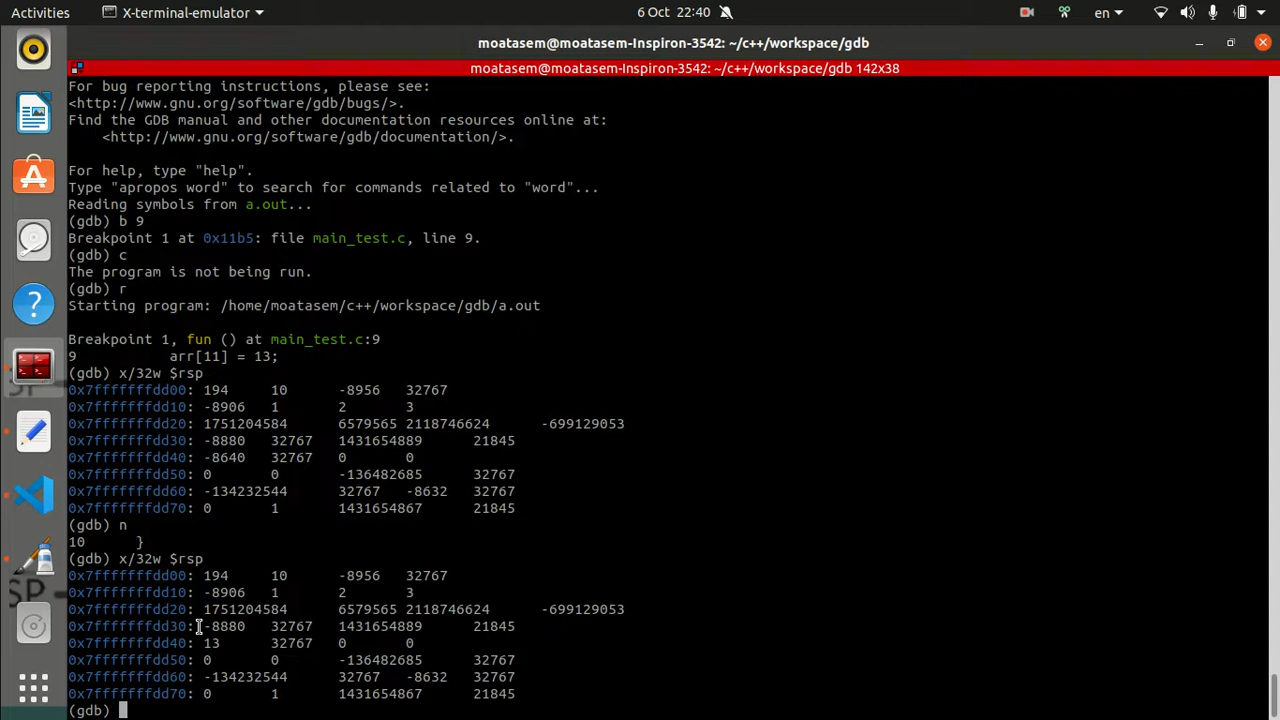 Activities X-terminal-emulator 6 Oct 22:40 en
moatasem@moatasem-Inspiron-3542: ~/c++/workspace/gdb
moatasem@moatasem-Inspiron-3542: ~/c++/workspace/gdb 142x38
For bug reporting instructions, please see:
<http://www.gnu.org/software/gdb/bugs/>.
Find the GDB manual and other documentation resources online at:
<http://www.gnu.org/software/gdb/documentation/>.
For help, type "help".
Type "apropos word" to search for commands related to "word"...
Reading symbols from a.out...
(gdb) b 9
Breakpoint 1 at 0x11b5: file main_test.c, line 9.
(gdb) c
The program is not being run.
(gdb) r
Starting program: /home/moatasem/c++/workspace/gdb/a.out
Breakpoint 1, fun () at main_test.c:9
9 arr[11] = 13;
(gdb) x/32w $rsp
0x7fffffffdd00: 194 10 -8956 32767
0x7fffffffdd10: -8906 1 2 3
0x7fffffffdd20: 1751204584 6579565 2118746624 -699129053
0x7fffffffdd30: -8880 32767 1431654889 21845
0x7fffffffdd40: -8640 32767 0 0
0x7fffffffdd50: 0 0 -136482685 32767
0x7fffffffdd60: -134232544 32767 -8632 32767
0x7fffffffdd70: 0 1 1431654867 21845
(gdb) n
10 }
(gdb) x/32w $rsp
0x7fffffffdd00: 194 10 -8956 32767
0x7fffffffdd10: -8906 1 2 3
0x7fffffffdd20: 1751204584 6579565 2118746624 -699129053
0x7fffffffdd30: -8880 32767 1431654889 21845
0x7fffffffdd40: 13 32767 0 0
0x7fffffffdd50: 0 0 -136482685 32767
0x7fffffffdd60: -134232544 32767 -8632 32767
0x7fffffffdd70: 0 1 1431654867 21845
(gdb)